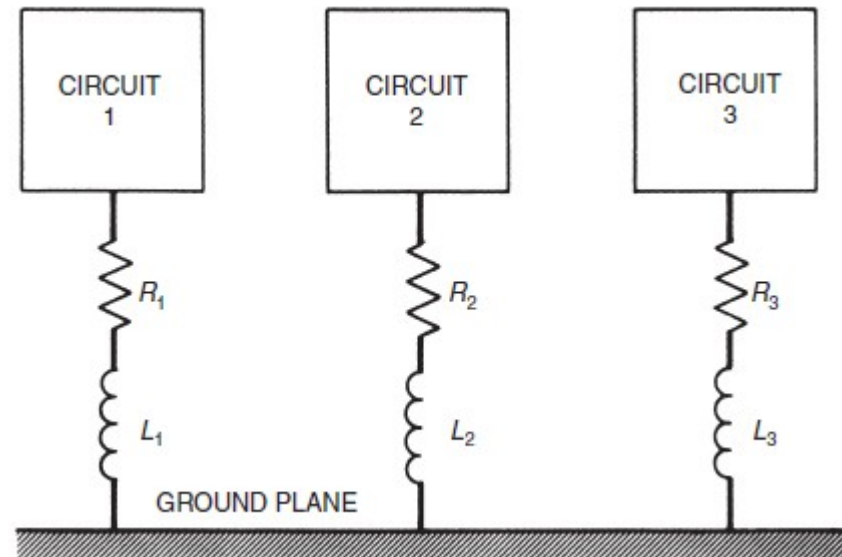 CIRCUIT
1
CIRCUIT
2
CIRCUIT
3
R₁
R₂
R₃
L₁
L₂
L₃
GROUND PLANE